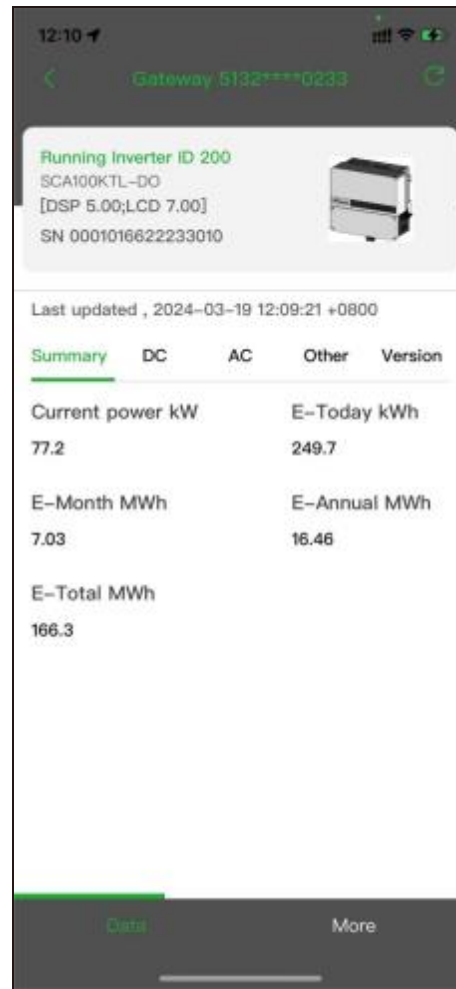 12:10
Gateway 5132****0233
Running Inverter ID 200
SCA100KTL-DO
[DSP 5.00;LCD 7.00]
SN 0001016622233010
Last updated , 2024-03-19 12:09:21 +0800
Summary DC AC Other Version
Current power kW E-Today kWh
77.2 249.7
E-Month MWh E-Annual MWh
7.03 16.46
E-Total MWh
166.3
Data More